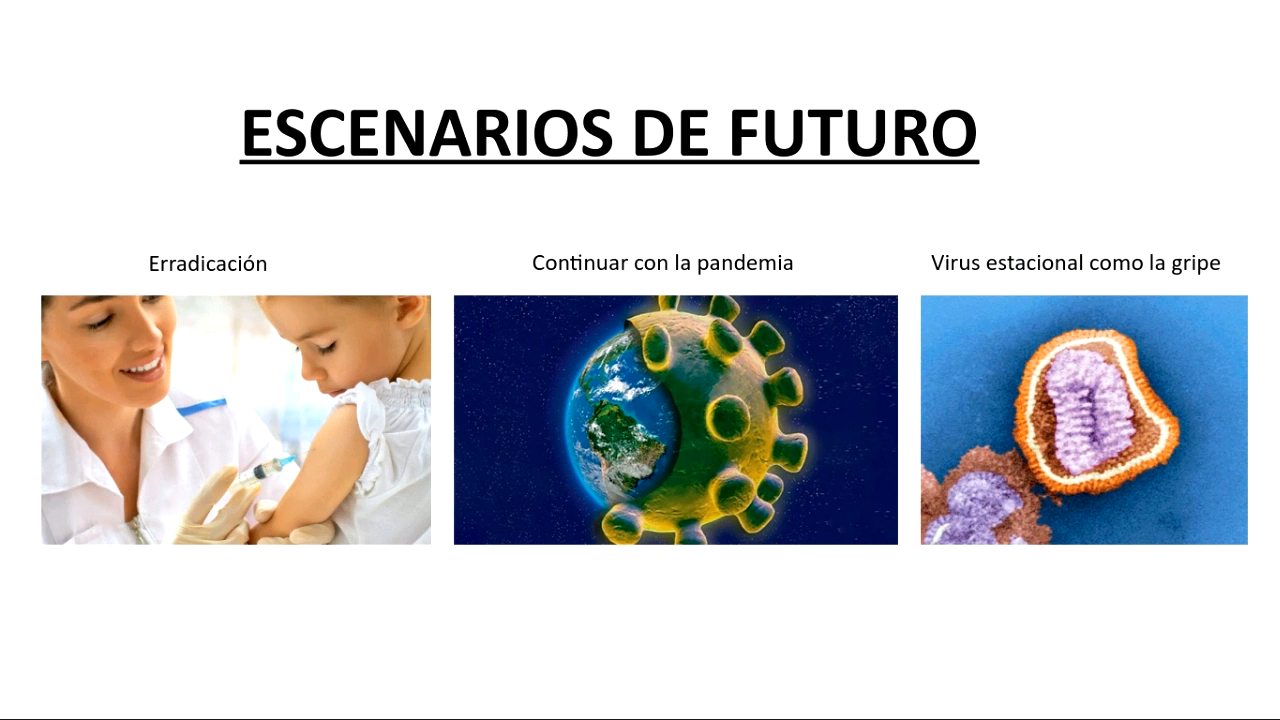 ESCENARIOS DE FUTURO
Erradicación
Continuar con la pandemia
Virus estacional como la gripe